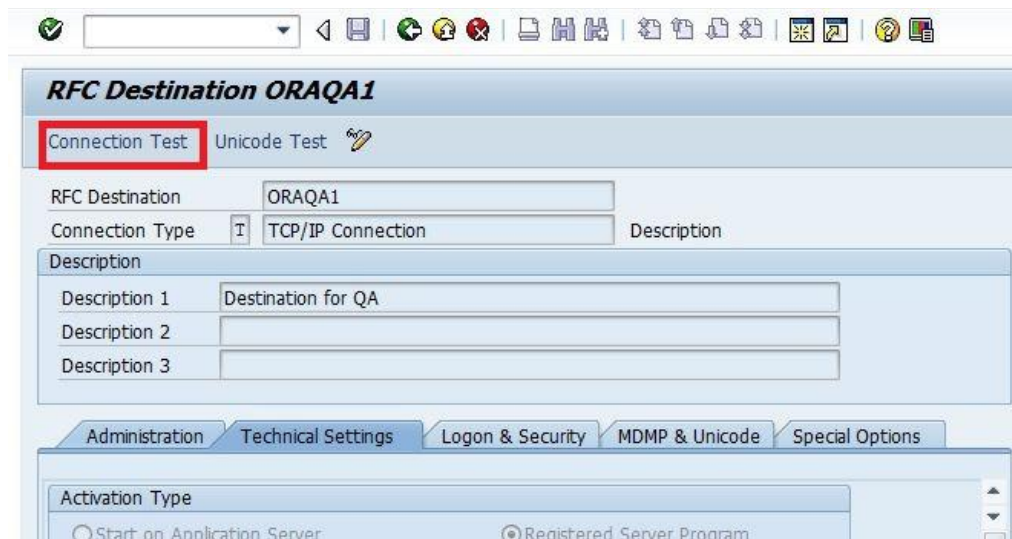 RFC Destination ORAQA1
Connection Test Unicode Test
RFC Destination ORAQA1
Connection Type T TCP/IP Connection Description
Description
Description 1 Destination for QA
Description 2
Description 3
Administration Technical Settings Logon & Security MDMP & Unicode Special Options
Activation Type
Start on Application Server Registered Server Program